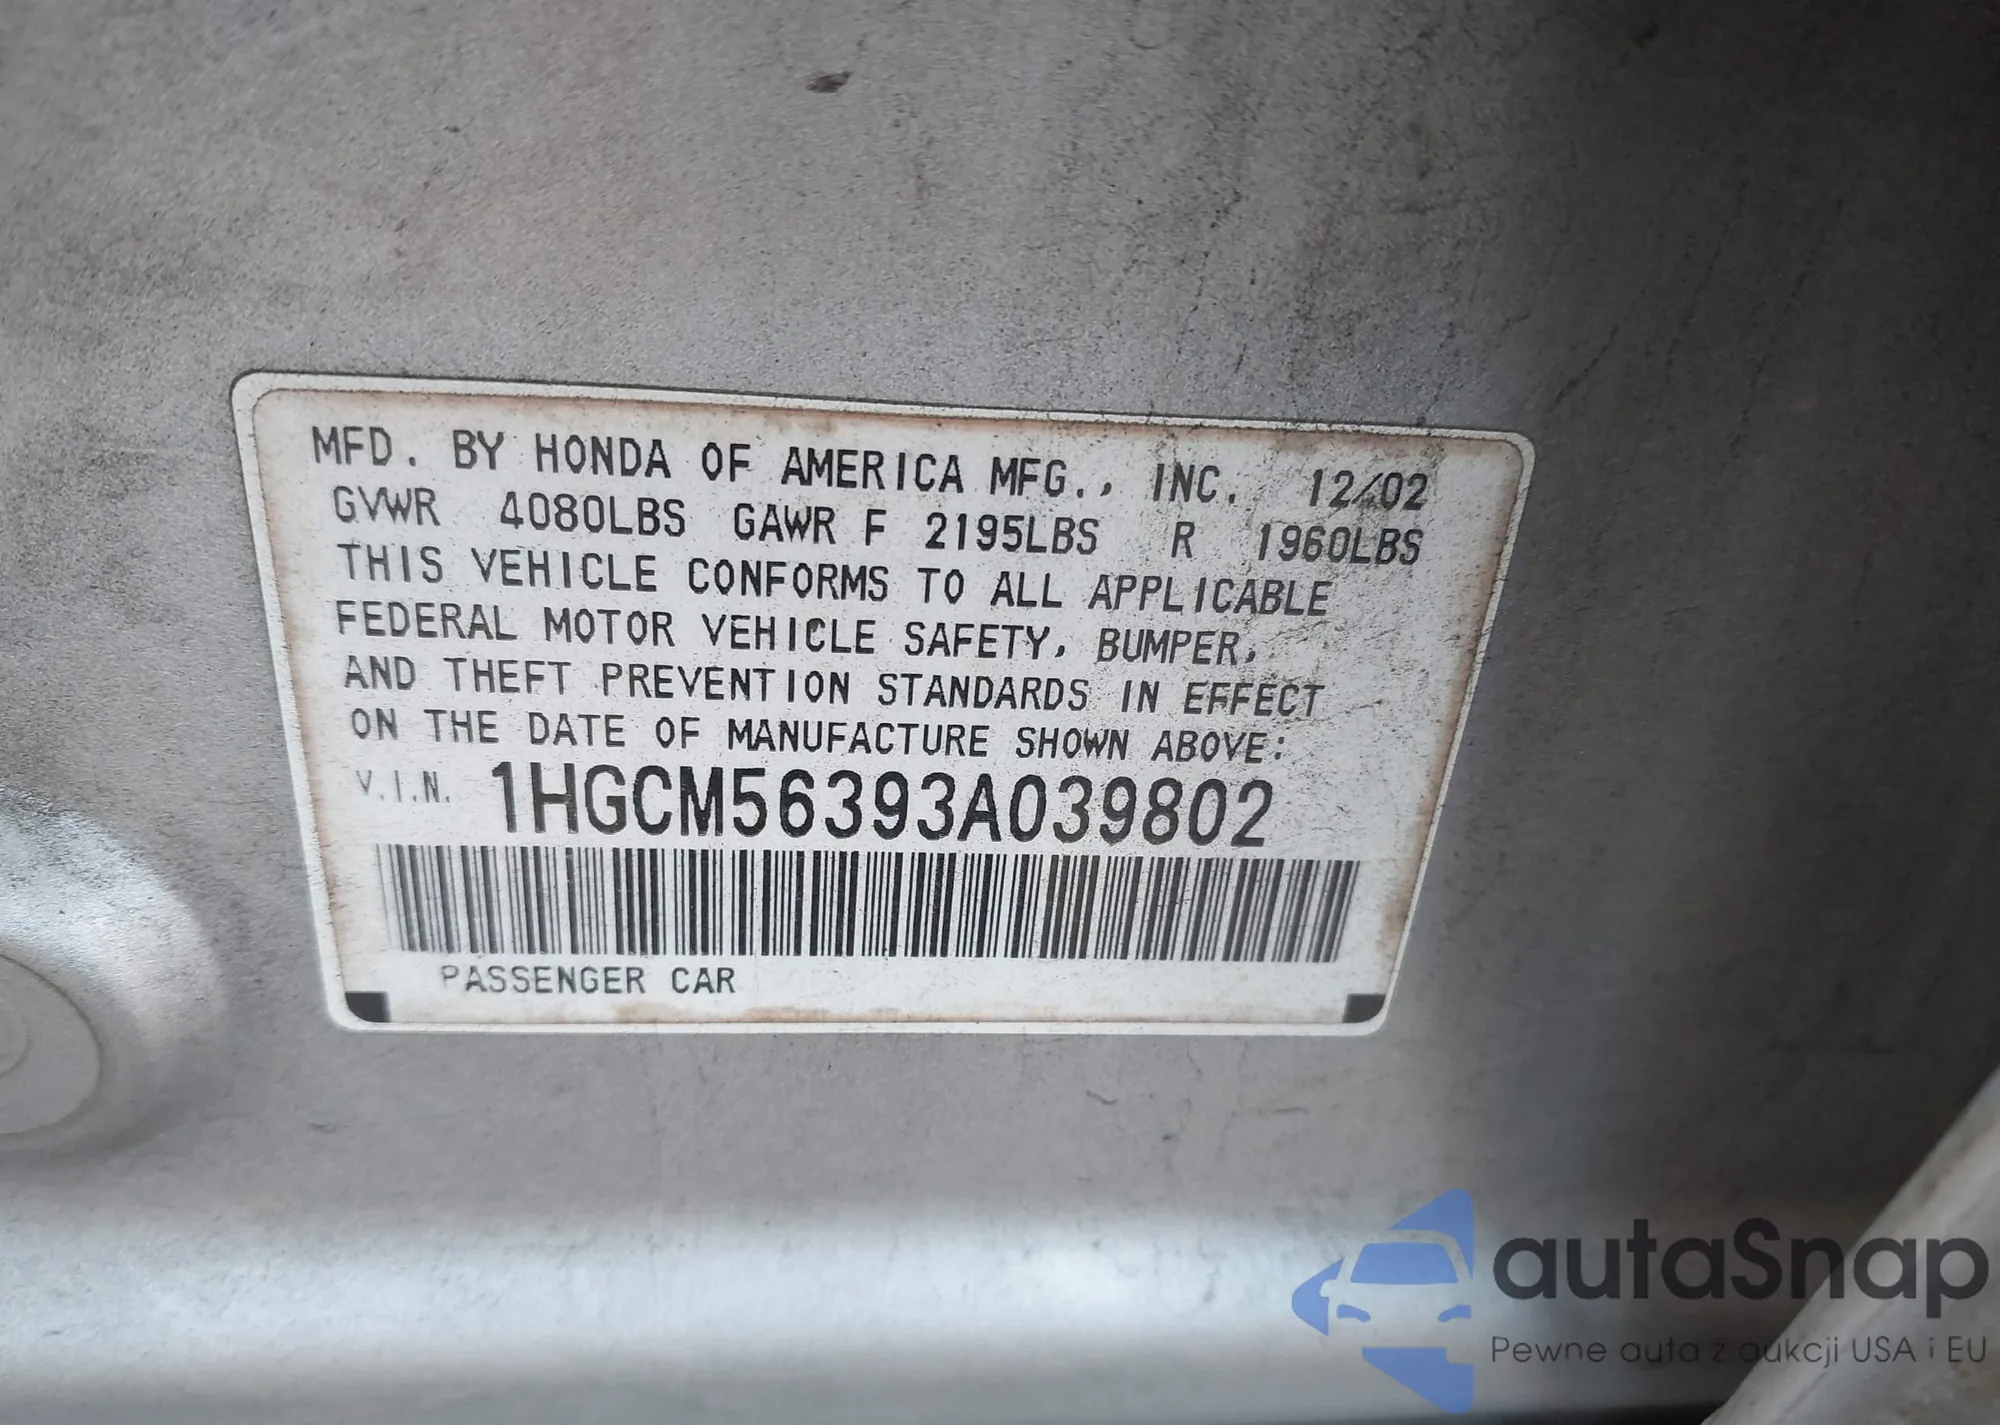 MFD. BY HONDA OF AMERICA MFG., INC. 12/02
GVWR 4080LBS GAWR F 2195LBS R 1960LBS
THIS VEHICLE CONFORMS TO ALL APPLICABLE
FEDERAL MOTOR VEHICLE SAFETY, BUMPER,
AND THEFT PREVENTION STANDARDS IN EFFECT
ON THE DATE OF MANUFACTURE SHOWN ABOVE:
V.I.N. 1HGCM56393A039802
PASSENGER CAR
autaSnap
Pewne auta z aukcji USA i EU